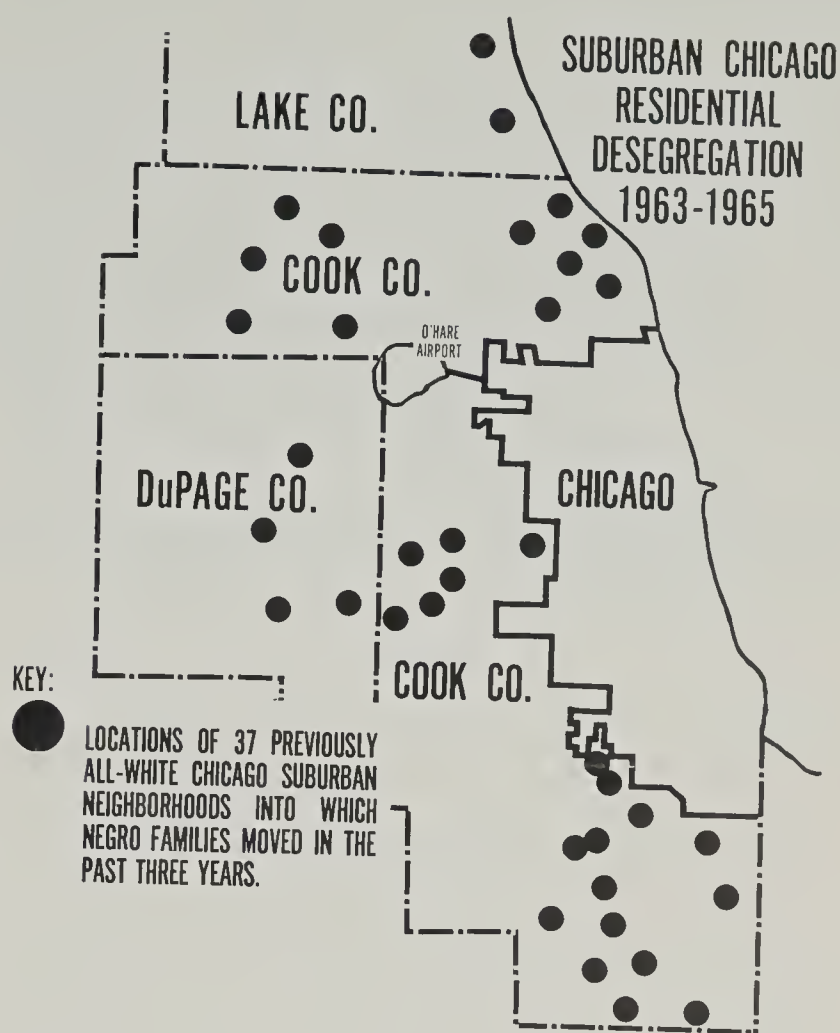 SUBURBAN CHICAGO
RESIDENTIAL
DESEGREGATION
1963-1965
LAKE CO.
COOK CO.
O'HARE
AIRPORT
DuPAGE CO.
CHICAGO
COOK CO.
KEY:
LOCATIONS OF 37 PREVIOUSLY
ALL-WHITE CHICAGO SUBURBAN
NEIGHBORHOODS INTO WHICH
NEGRO FAMILIES MOVED IN THE
PAST THREE YEARS.